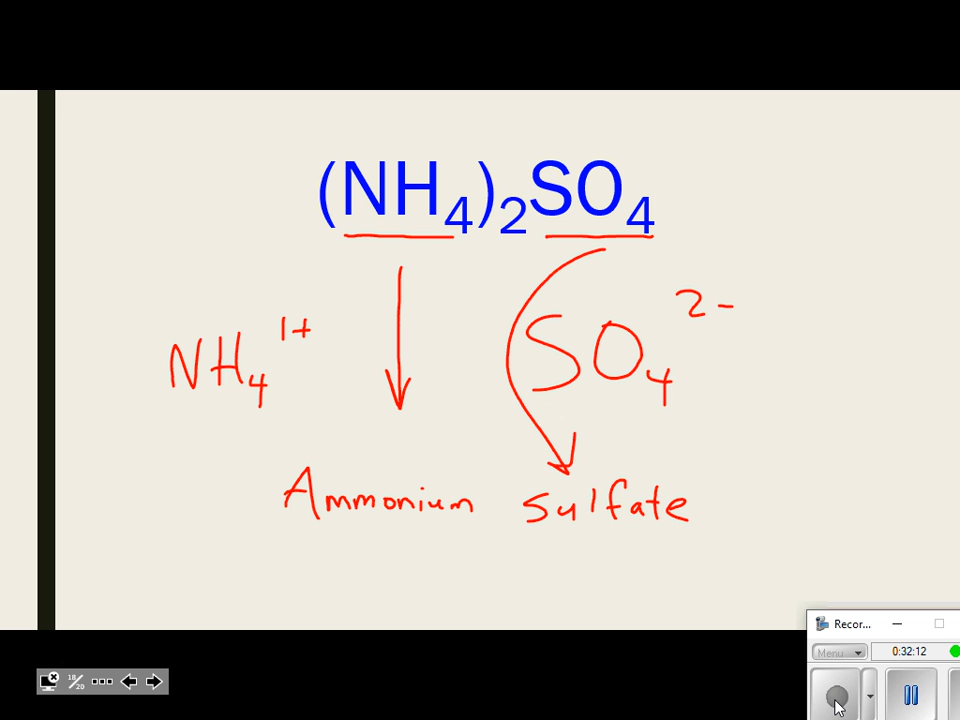 (NH₄)₂SO₄
NH₄ ¹⁺ SO₄ ²⁻
Ammonium Sulfate
Recor...
Menu 0:32:12
18/20